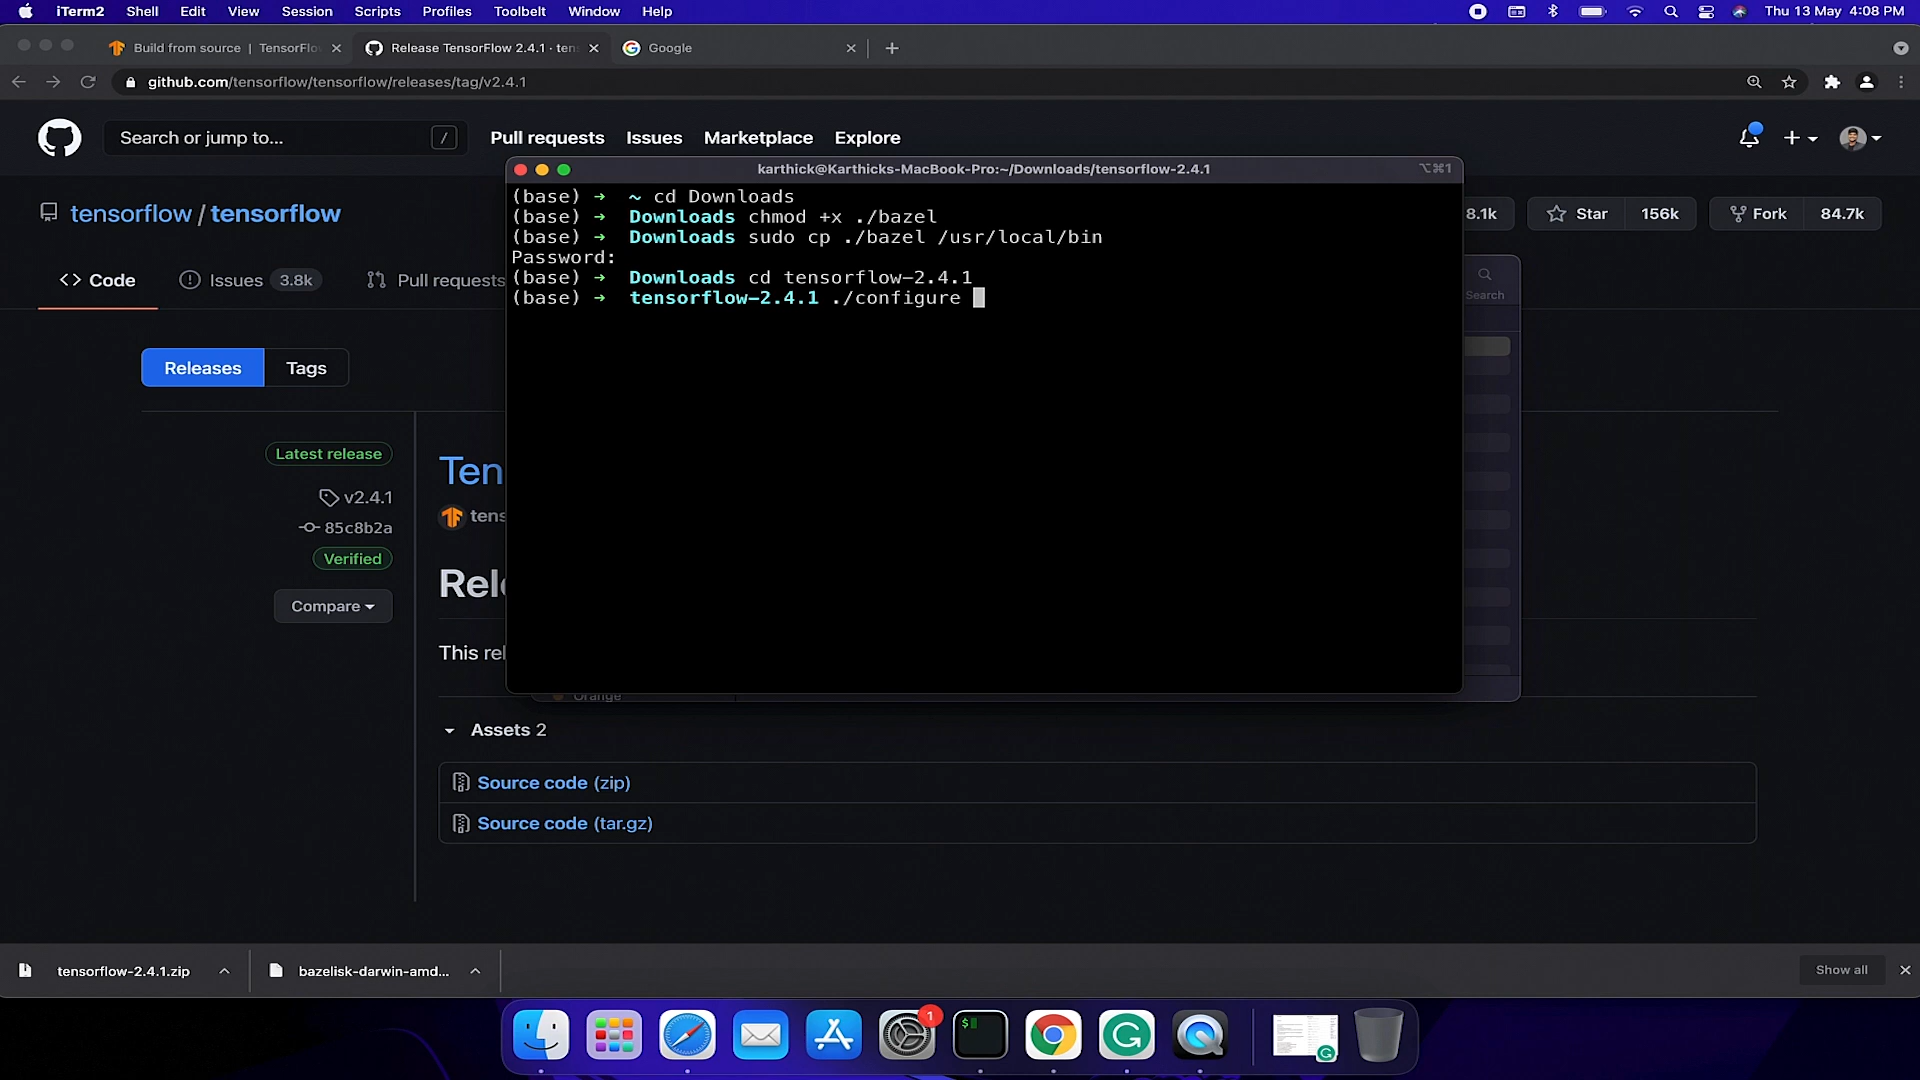 iTerm2 Shell Edit View Session Scripts Profiles Toolbelt Window Help Thu 13 May 4:08 PM
Build from source | TensorFlo Release TensorFlow 2.4.1 · ten Google
github.com/tensorflow/tensorflow/releases/tag/v2.4.1
Search or jump to... / Pull requests Issues Marketplace Explore
karthick@Karthicks-MacBook-Pro:~/Downloads/tensorflow-2.4.1 ⌥⌘1
(base) → ~ cd Downloads
(base) → Downloads chmod +x ./bazel
(base) → Downloads sudo cp ./bazel /usr/local/bin
Password:
(base) → Downloads cd tensorflow-2.4.1
(base) → tensorflow-2.4.1 ./configure
tensorflow / tensorflow 8.1k Star 156k Fork 84.7k
<> Code Issues 3.8k Pull requests
Search
Releases Tags
Latest release
v2.4.1
85c8b2a
Verified
Compare
Ten
tens
Rele
This rel
Orange
Assets 2
Source code (zip)
Source code (tar.gz)
tensorflow-2.4.1.zip bazelisk-darwin-amd... Show all
1
$